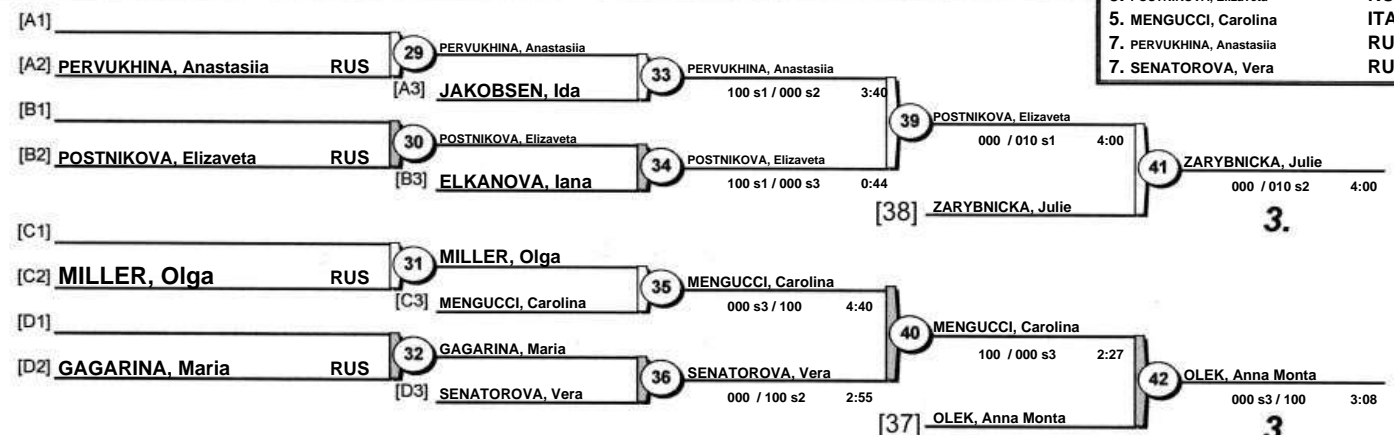 5. MENGUCCI, Carolina ITA
7. PERVUKHINA, Anastasiia RU
7. SENATOROVA, Vera RU
[A1]
[A2] PERVUKHINA, Anastasiia RUS
29 PERVUKHINA, Anastasiia
[A3] JAKOBSEN, Ida
33 PERVUKHINA, Anastasiia
100 s1 / 000 s2 3:40
[B1]
[B2] POSTNIKOVA, Elizaveta RUS
30 POSTNIKOVA, Elizaveta
[B3] ELKANOVA, Iana
34 POSTNIKOVA, Elizaveta
100 s1 / 000 s3 0:44
39 POSTNIKOVA, Elizaveta
000 / 010 s1 4:00
[38] ZARYBNICKA, Julie
41 ZARYBNICKA, Julie
000 / 010 s2 4:00
3.
[C1]
[C2] MILLER, Olga RUS
31 MILLER, Olga
[C3] MENGUCCI, Carolina
35 MENGUCCI, Carolina
000 s3 / 100 4:40
[D1]
[D2] GAGARINA, Maria RUS
32 GAGARINA, Maria
[D3] SENATOROVA, Vera
36 SENATOROVA, Vera
000 / 100 s2 2:55
40 MENGUCCI, Carolina
100 / 000 s3 2:27
[37] OLEK, Anna Monta
42 OLEK, Anna Monta
000 s3 / 100 3:08
3